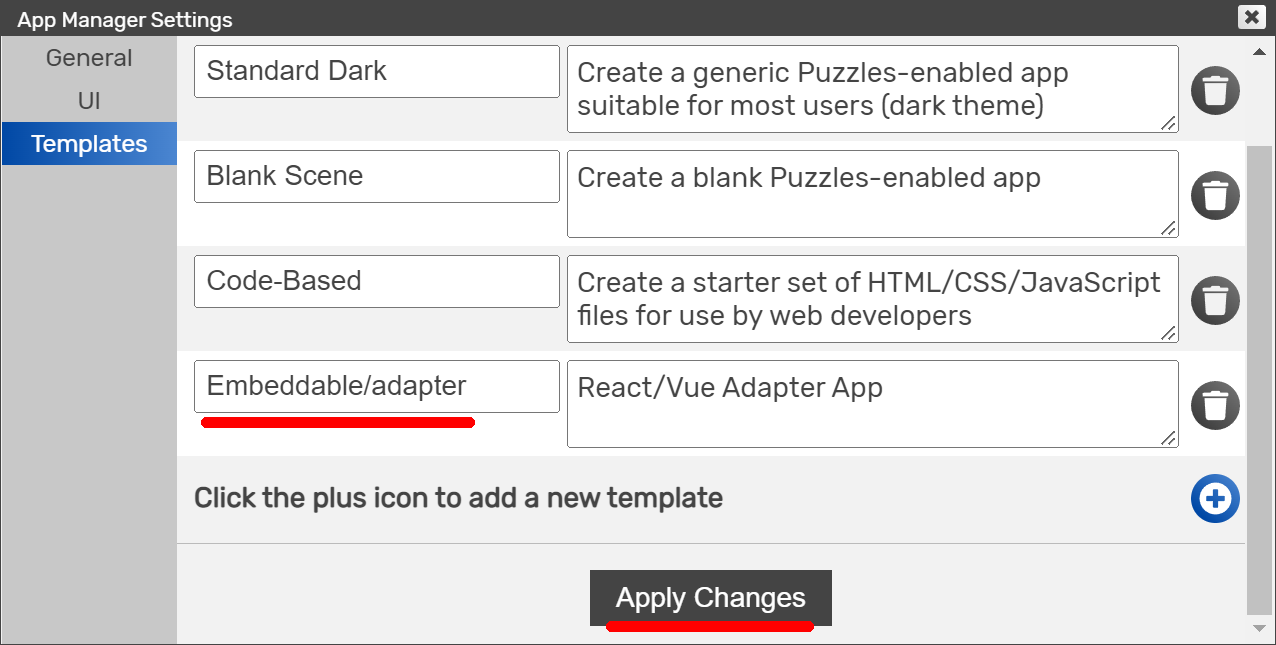 App Manager Settings
General
UI
Templates
Standard Dark
Create a generic Puzzles-enabled app
suitable for most users (dark theme)
Blank Scene
Create a blank Puzzles-enabled app
Code-Based
Create a starter set of HTML/CSS/JavaScript
files for use by web developers
Embeddable/adapter
React/Vue Adapter App
Click the plus icon to add a new template
Apply Changes